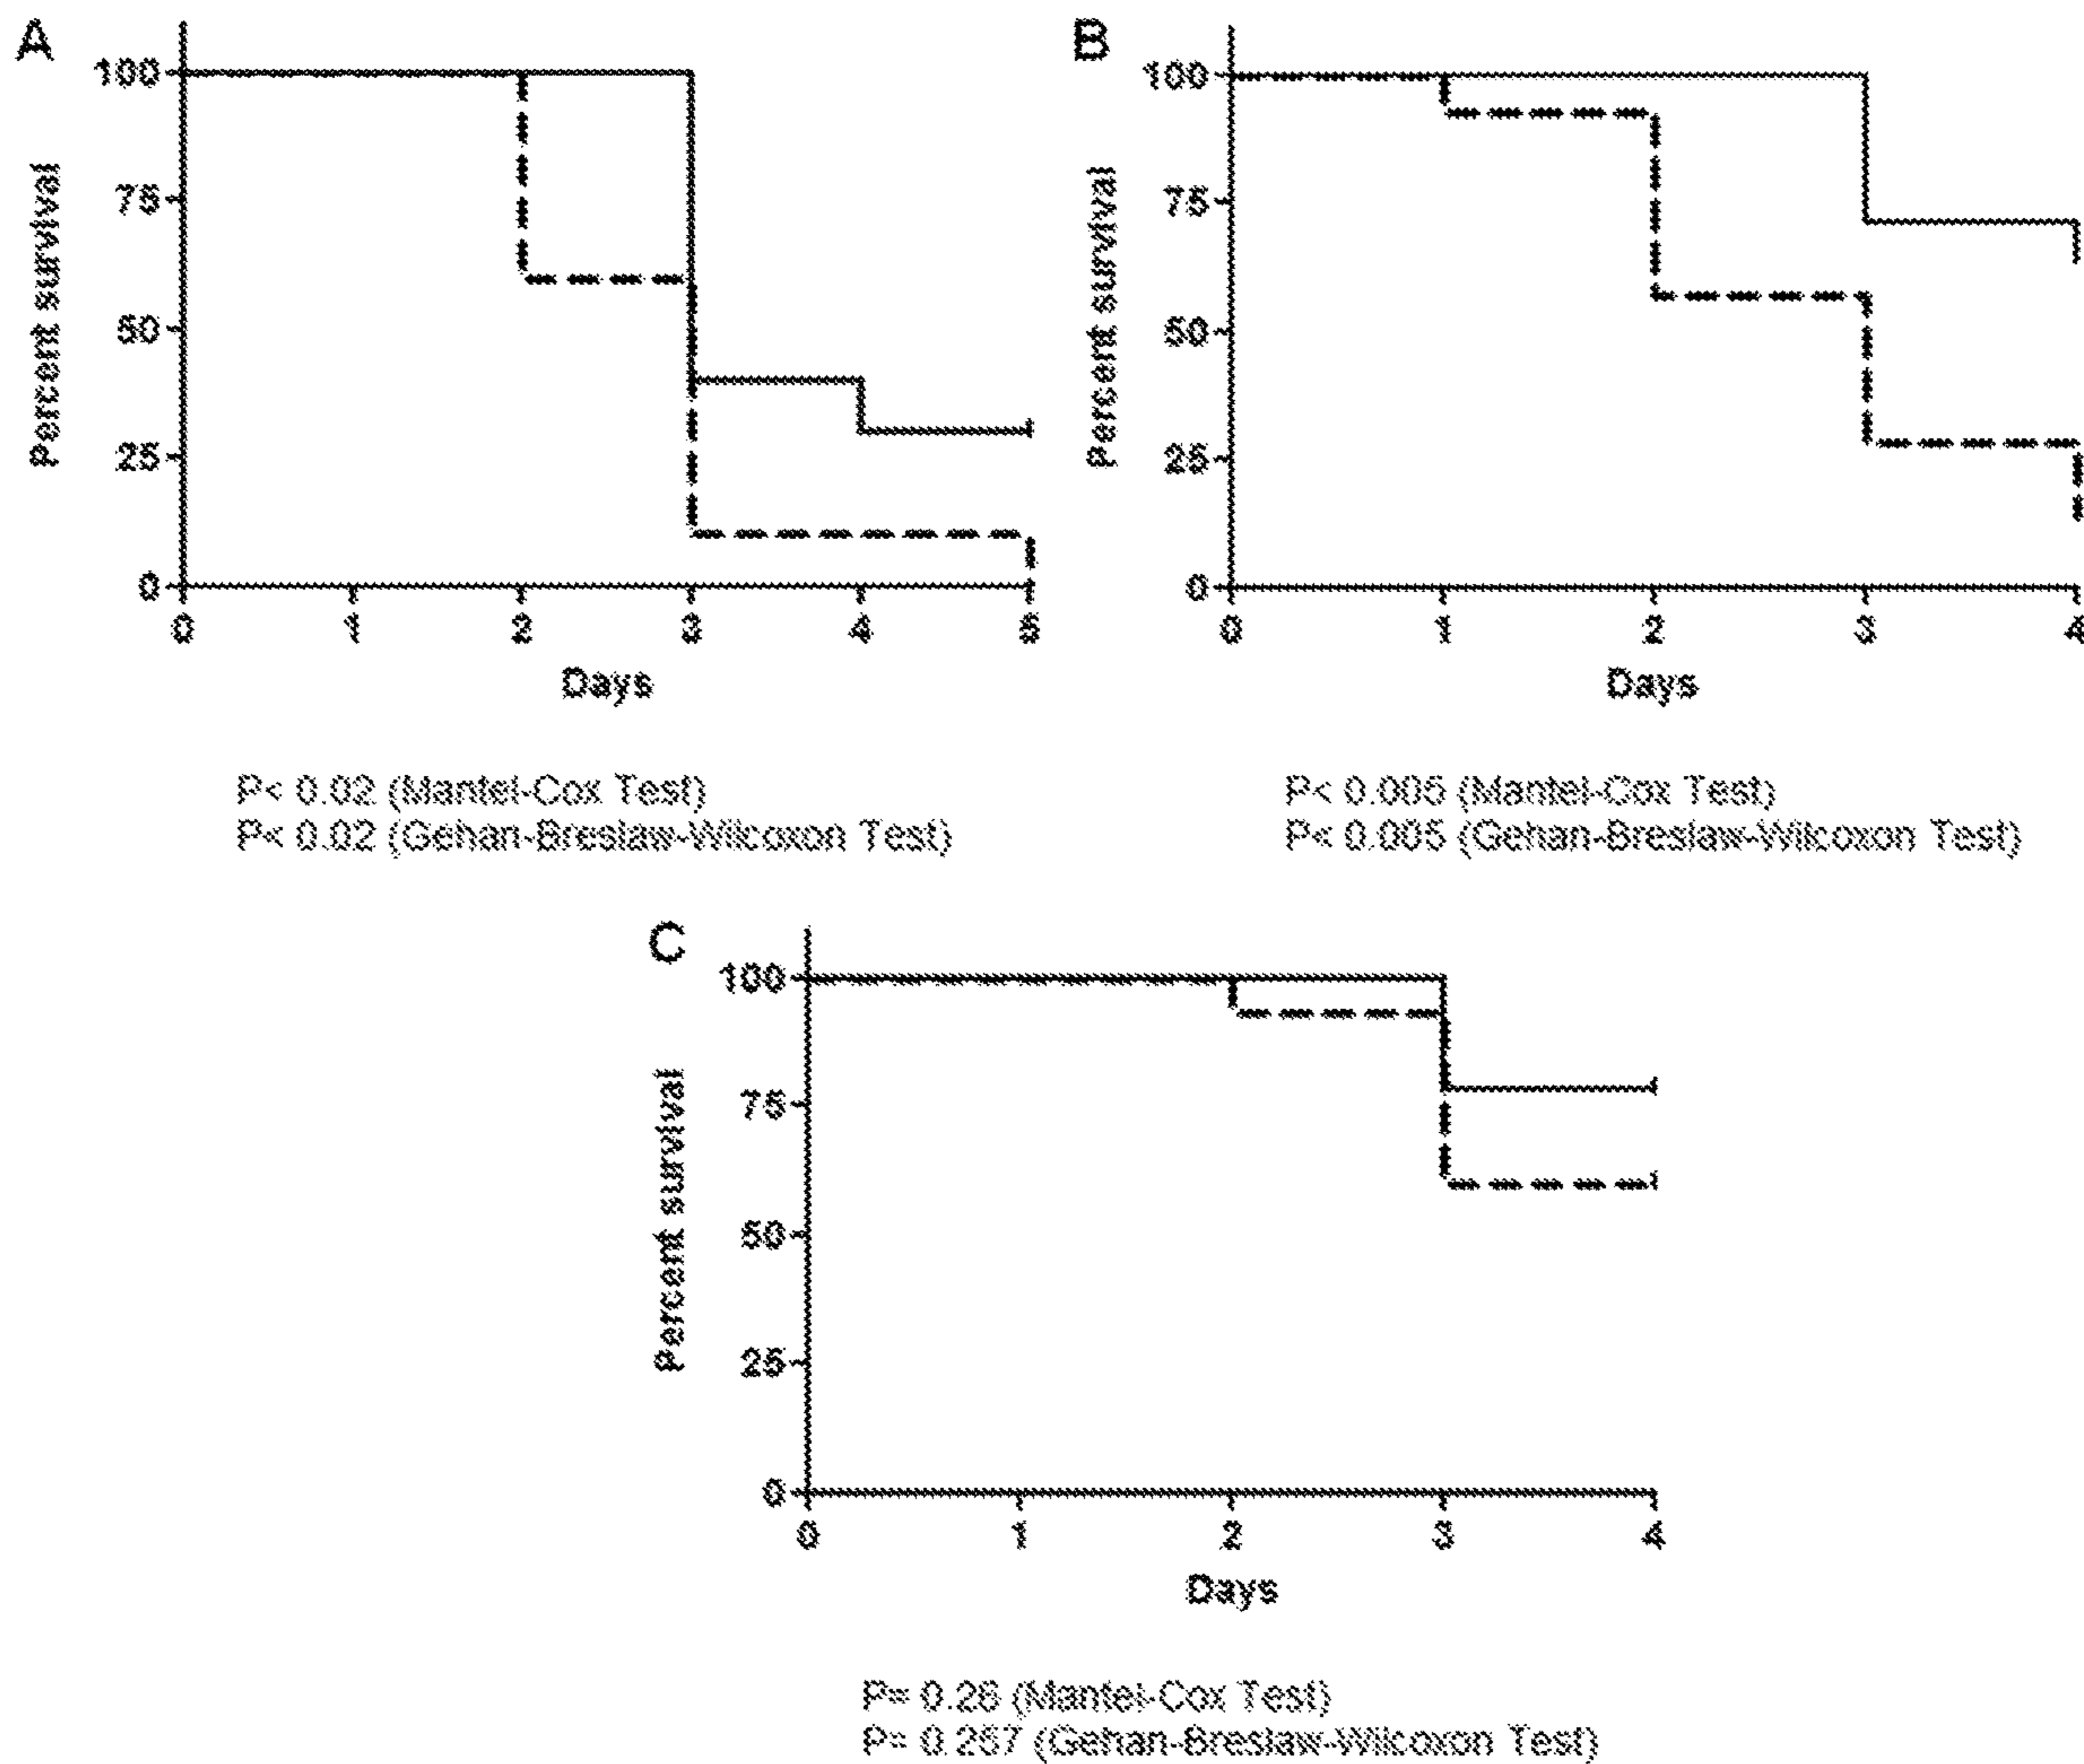 A
B
100
75
50
25
0
Percent survival
0 1 2 3 4 5
Days
100
75
50
25
0
Percent survival
0 1 2 3 4
Days
P< 0.02 (Mantel-Cox Test)
P< 0.02 (Gehan-Breslaw-Wilcoxon Test)
P< 0.005 (Mantel-Cox Test)
P< 0.005 (Gehan-Breslaw-Wilcoxon Test)
C
100
75
50
25
0
Percent survival
0 1 2 3 4
Days
P= 0.26 (Mantel-Cox Test)
P= 0.257 (Gehan-Breslaw-Wilcoxon Test)